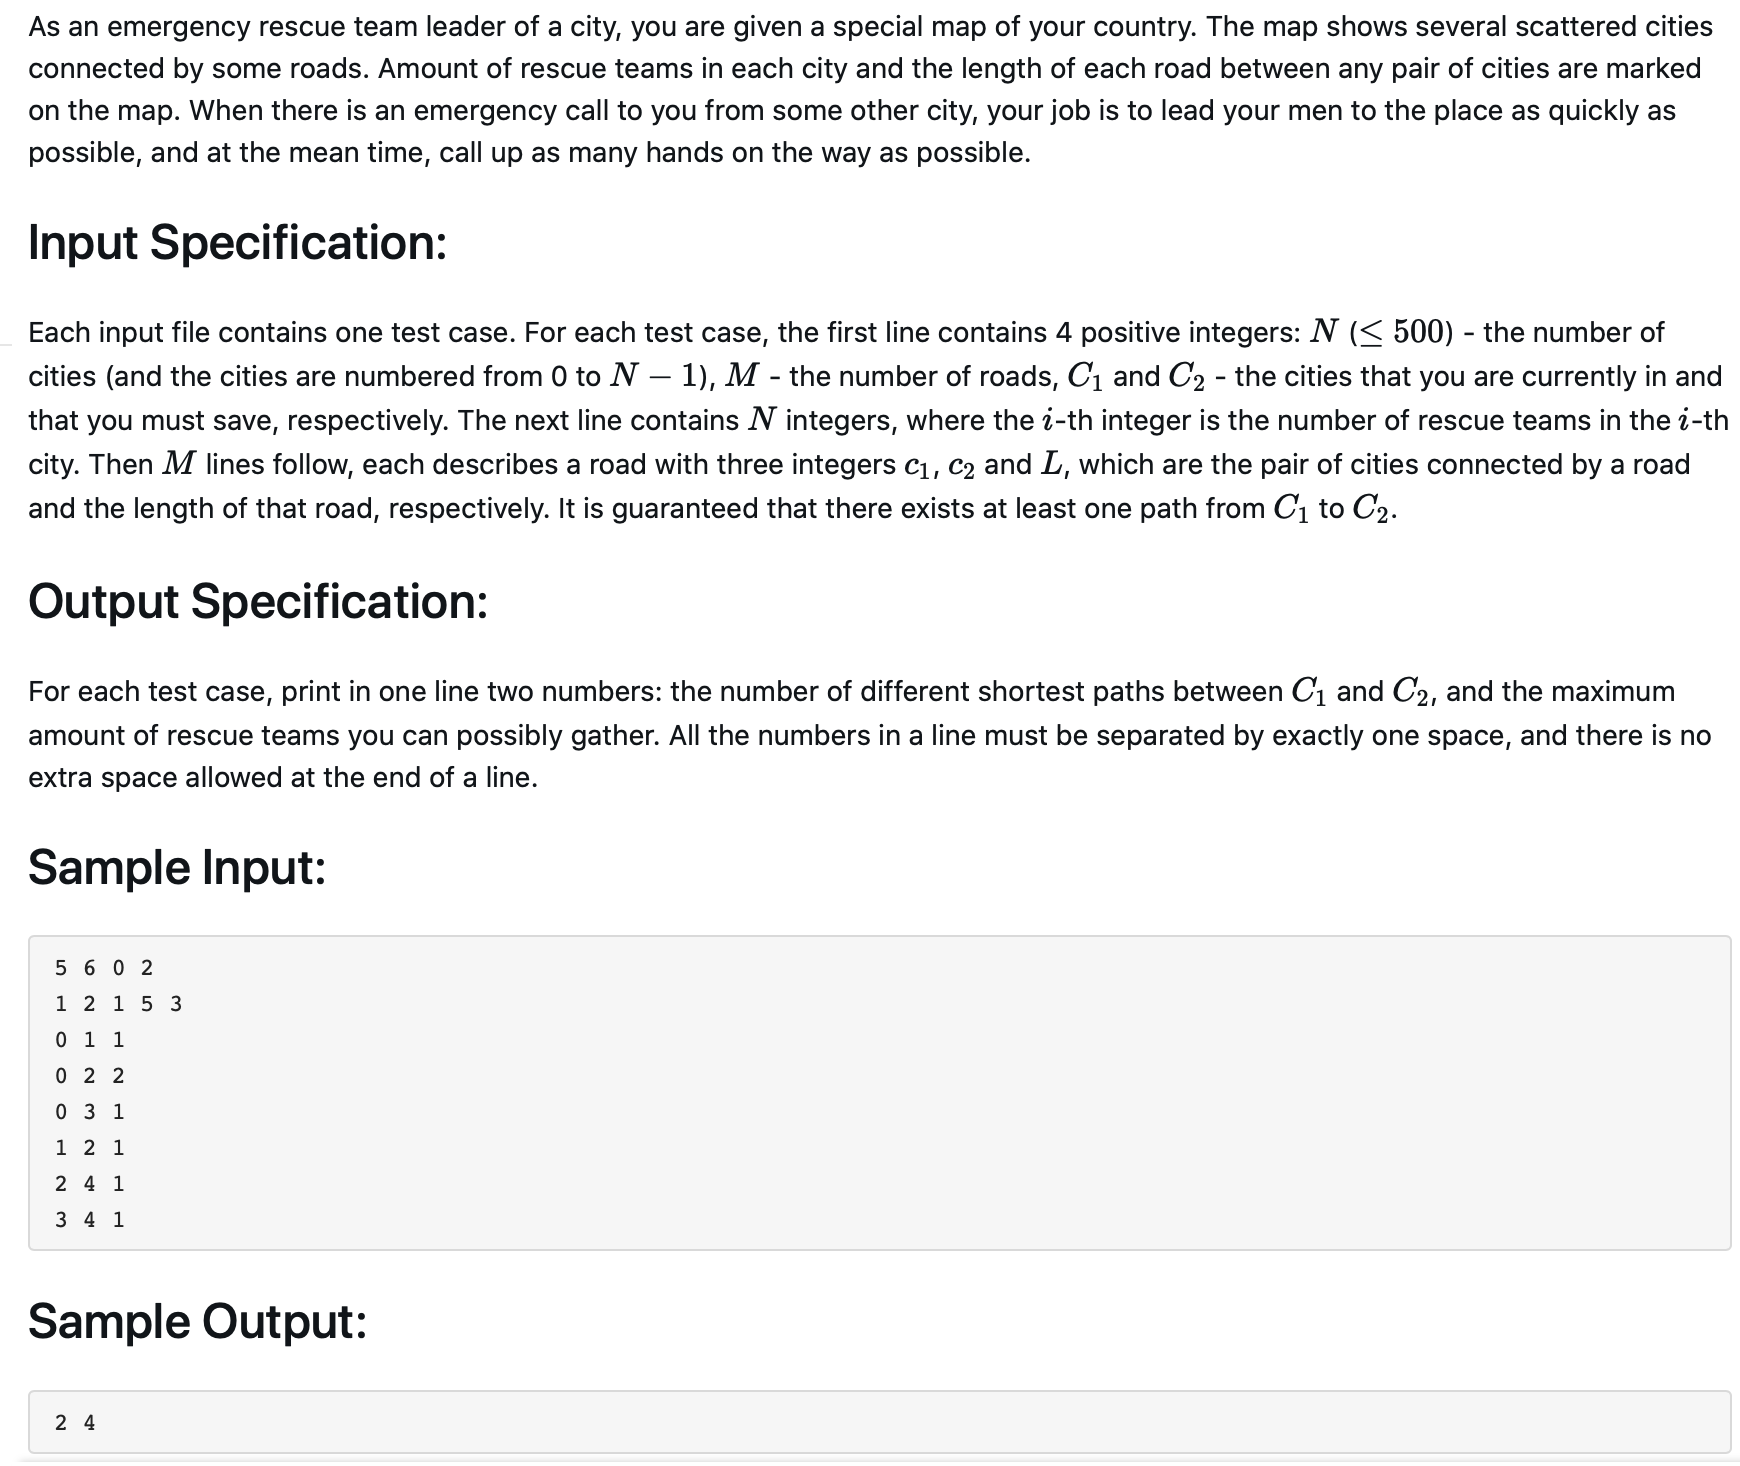 As an emergency rescue team leader of a city, you are given a special map of your country. The map shows several scattered cities
connected by some roads. Amount of rescue teams in each city and the length of each road between any pair of cities are marked
on the map. When there is an emergency call to you from some other city, your job is to lead your men to the place as quickly as
possible, and at the mean time, call up as many hands on the way as possible.
Input Specification:
Each input file contains one test case. For each test case, the first line contains 4 positive integers: N (≤ 500) - the number of
cities (and the cities are numbered from 0 to N − 1), M - the number of roads, C₁ and C₂ - the cities that you are currently in and
that you must save, respectively. The next line contains N integers, where the i-th integer is the number of rescue teams in the i-th
city. Then M lines follow, each describes a road with three integers c₁, c₂ and L, which are the pair of cities connected by a road
and the length of that road, respectively. It is guaranteed that there exists at least one path from C₁ to C₂.
Output Specification:
For each test case, print in one line two numbers: the number of different shortest paths between C₁ and C₂, and the maximum
amount of rescue teams you can possibly gather. All the numbers in a line must be separated by exactly one space, and there is no
extra space allowed at the end of a line.
Sample Input:
5 6 0 2
1 2 1 5 3
0 1 1
0 2 2
0 3 1
1 2 1
2 4 1
3 4 1
Sample Output:
2 4